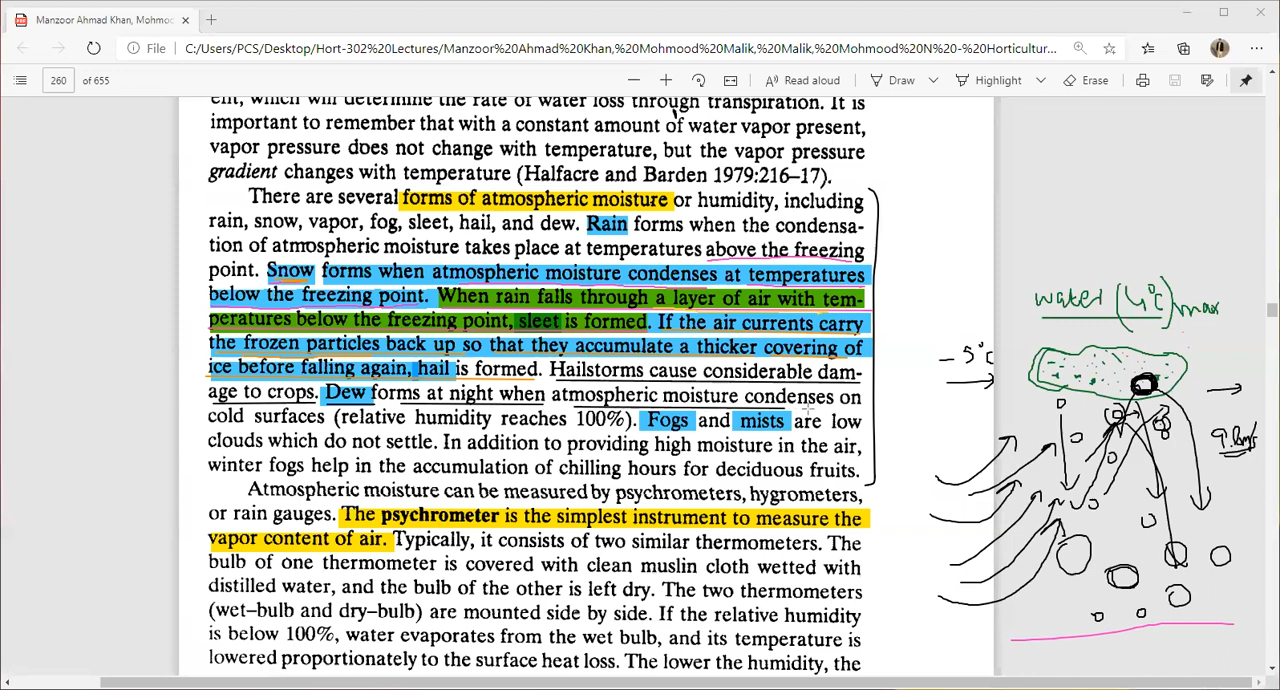 Manzoor Ahmad Khan, Mohmoo
File
C:/Users/PCS/Desktop/Hort-302%20Lectures/Manzoor%20Ahmad%20Khan,%20Mohmood%20Malik,%20Malik,%20Mohmood%20N%20-%20Horticultur...
260 of 655
Read aloud
Draw
Highlight
Erase
ent, which will determine the rate of water loss through transpiration. It is
important to remember that with a constant amount of water vapor present,
vapor pressure does not change with temperature, but the vapor pressure
gradient changes with temperature (Halfacre and Barden 1979:216–17).
There are several forms of atmospheric moisture or humidity, including
rain, snow, vapor, fog, sleet, hail, and dew. Rain forms when the condensa-
tion of atmospheric moisture takes place at temperatures above the freezing
point. Snow forms when atmospheric moisture condenses at temperatures
below the freezing point. When rain falls through a layer of air with tem-
peratures below the freezing point, sleet is formed. If the air currents carry
the frozen particles back up so that they accumulate a thicker covering of
ice before falling again, hail is formed. Hailstorms cause considerable dam-
age to crops. Dew forms at night when atmospheric moisture condenses on
cold surfaces (relative humidity reaches 100%). Fogs and mists are low
clouds which do not settle. In addition to providing high moisture in the air,
winter fogs help in the accumulation of chilling hours for deciduous fruits.
Atmospheric moisture can be measured by psychrometers, hygrometers,
or rain gauges. The psychrometer is the simplest instrument to measure the
vapor content of air. Typically, it consists of two similar thermometers. The
bulb of one thermometer is covered with clean muslin cloth wetted with
distilled water, and the bulb of the other is left dry. The two thermometers
(wet–bulb and dry–bulb) are mounted side by side. If the relative humidity
is below 100%, water evaporates from the wet bulb, and its temperature is
lowered proportionately to the surface heat loss. The lower the humidity, the
water (4°C) max
- 5°C
9.8m/s